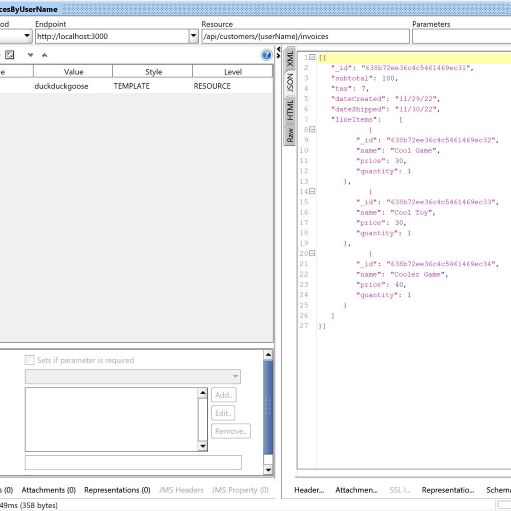 cesByUserName
od Endpoint Resource Parameters
http://localhost:3000 /api/customers/{userName}/invoices
e Value Style Level
duckduckgoose TEMPLATE RESOURCE
XML
JSON
HTML
Raw
1 [{
2 "_id": "638b72ee36c4c5461469ec31",
3 "subtotal": 100,
4 "tax": 7,
5 "dateCreated": "11/29/22",
6 "dateShipped": "11/30/22",
7 "lineItems": [
8 {
9 "_id": "638b72ee36c4c5461469ec32",
10 "name": "Cool Game",
11 "price": 30,
12 "quantity": 1
13 },
14 {
15 "_id": "638b72ee36c4c5461469ec33",
16 "name": "Cool Toy",
17 "price": 30,
18 "quantity": 1
19 },
20 {
21 "_id": "638b72ee36c4c5461469ec34",
22 "name": "Cooler Game",
23 "price": 40,
24 "quantity": 1
25 }
26 ]
27 }]
Sets if parameter is required
Add..
Edit..
Remove..
s (0) Attachments (0) Representations (0) JMS Headers JMS Property (0)
Header... Attachmen... SSL I... Representatio... Schema
49ms (358 bytes)